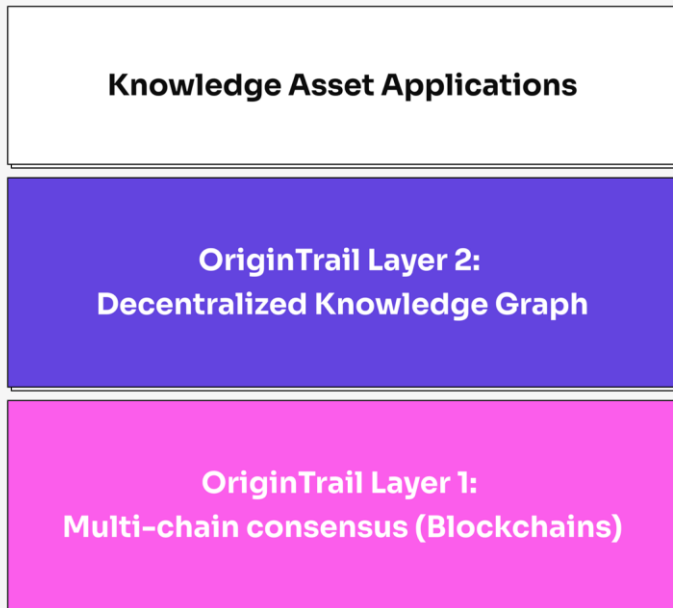 Knowledge Asset Applications
OriginTrail Layer 2:
Decentralized Knowledge Graph
OriginTrail Layer 1:
Multi-chain consensus (Blockchains)